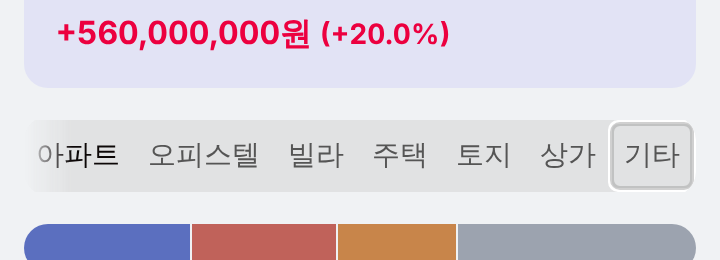 +560,000,000원 (+20.0%)
아파트 오피스텔 빌라 주택 토지 상가 기타